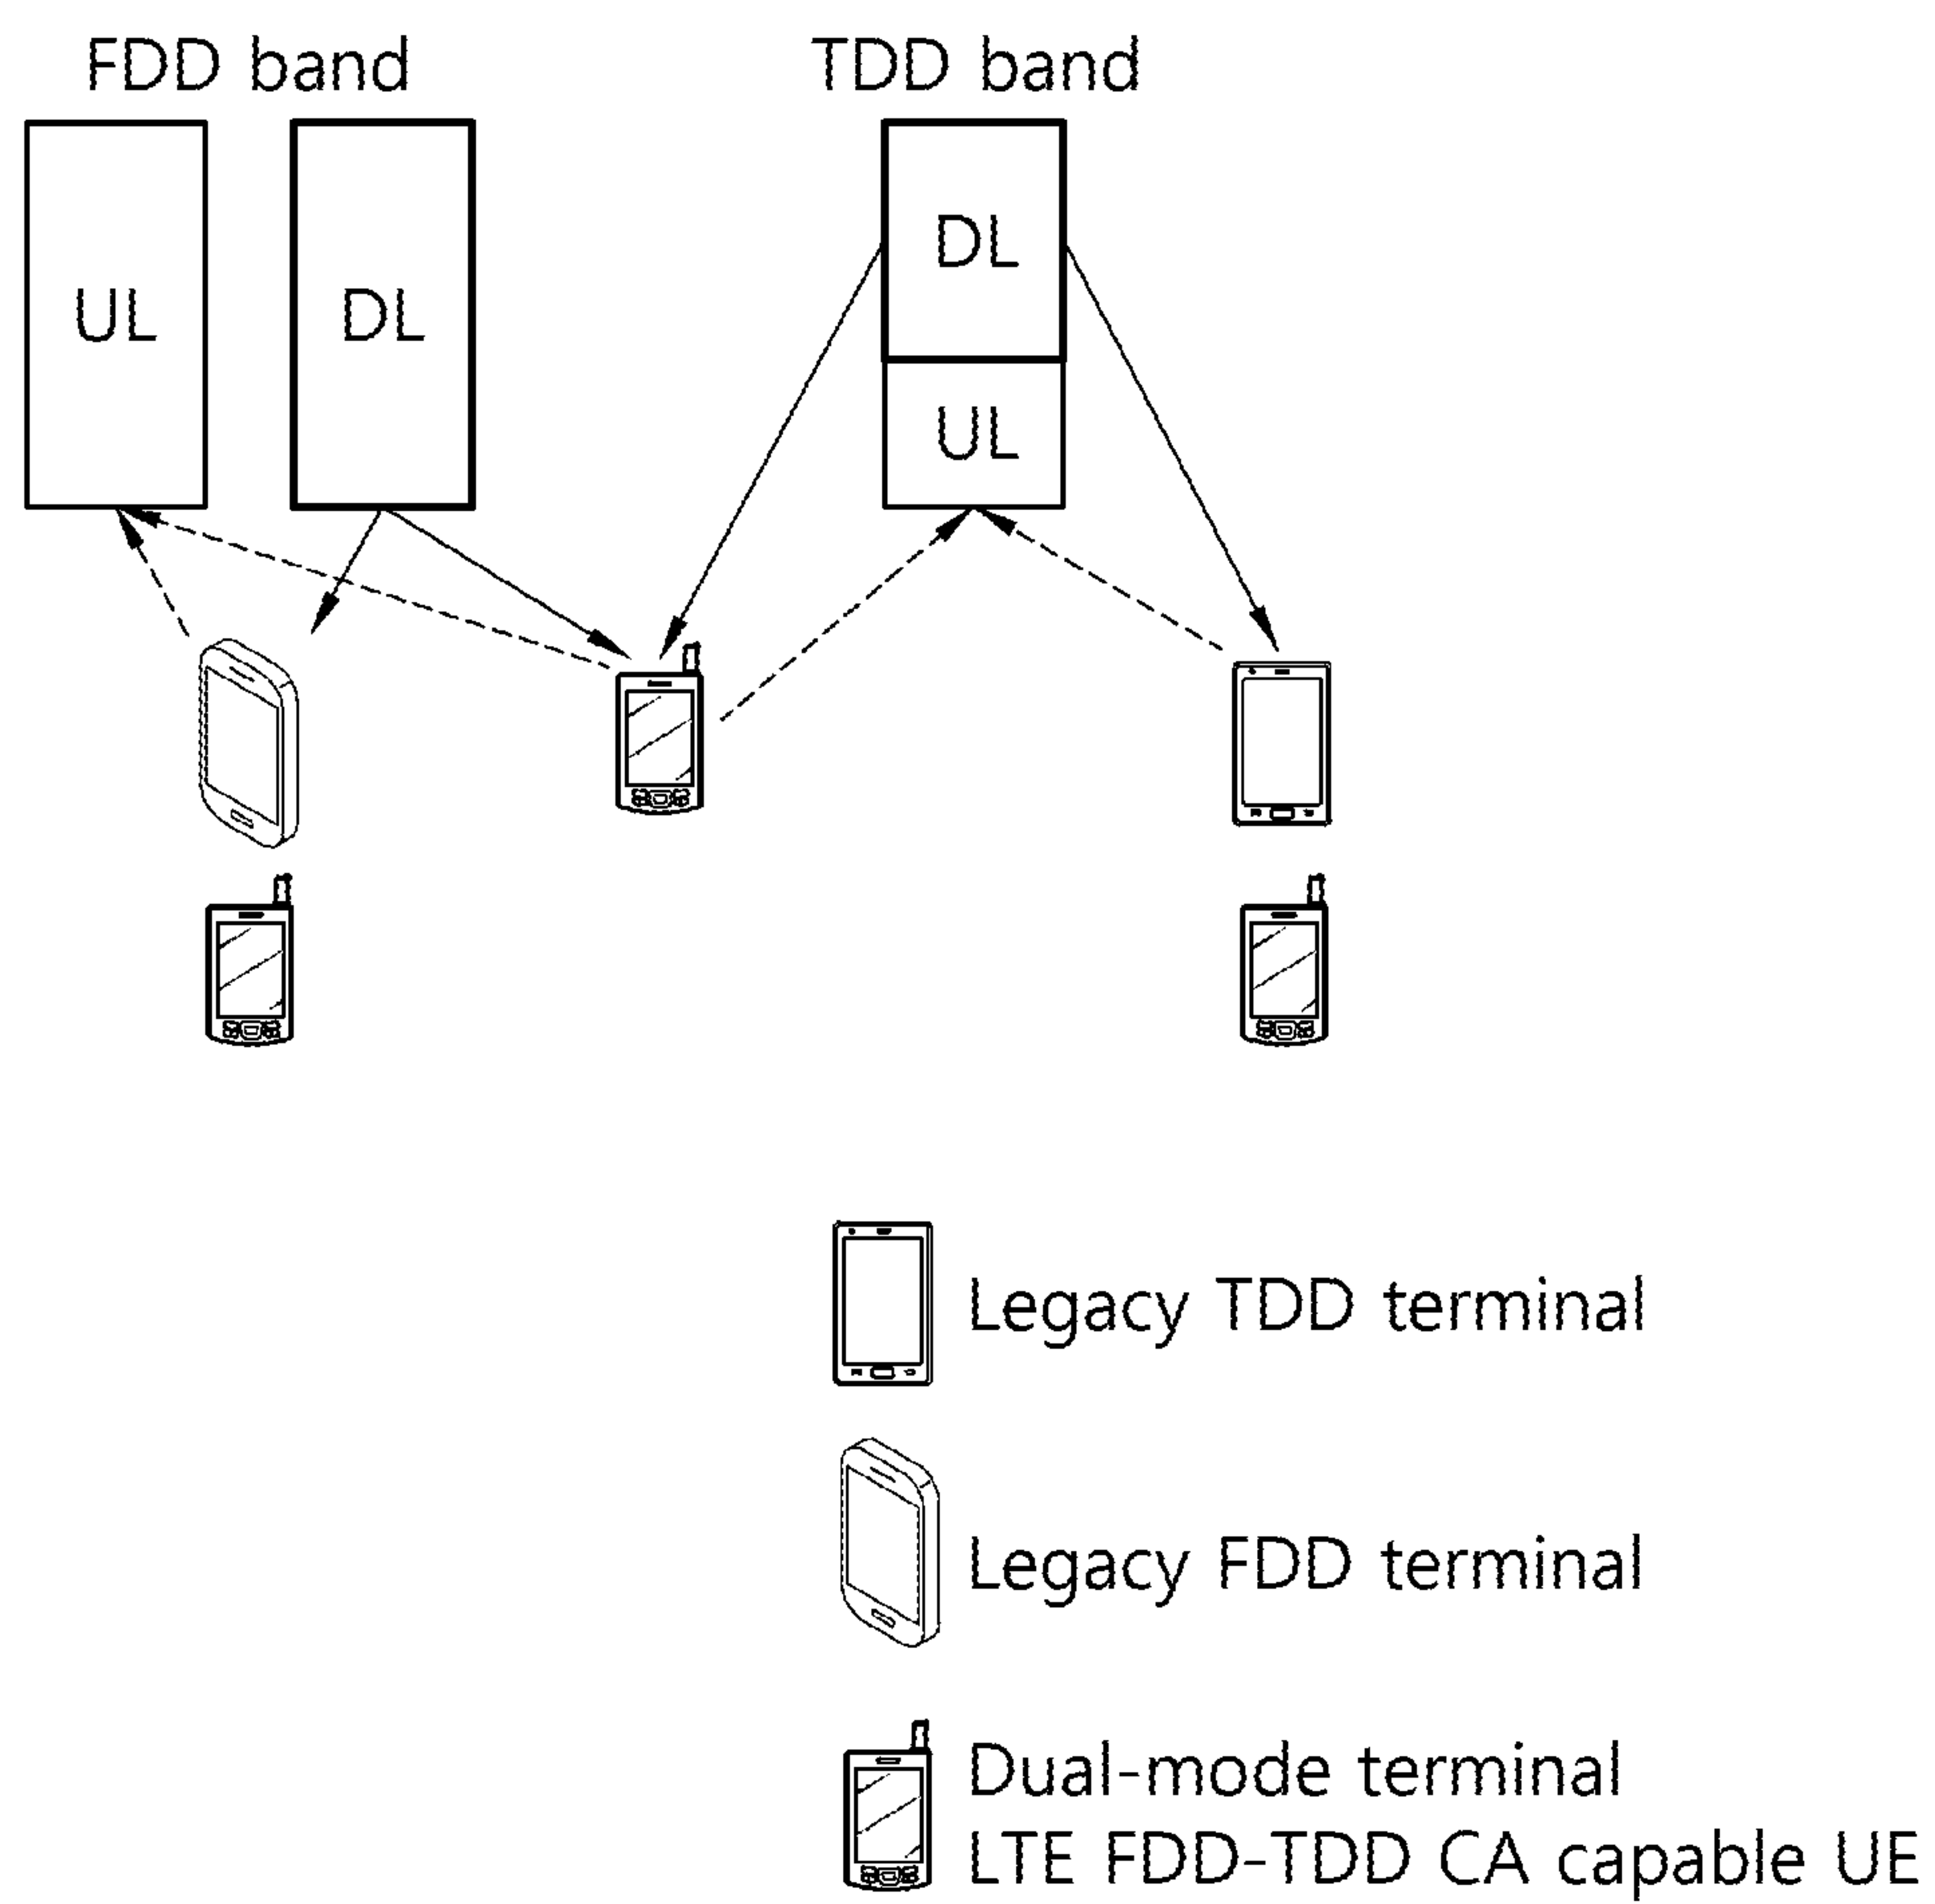 FDD band
TDD band
UL
DL
DL
UL
Legacy TDD terminal
Legacy FDD terminal
Dual-mode terminal
LTE FDD-TDD CA capable UE